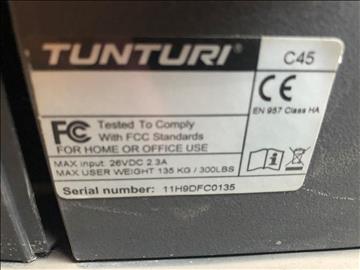 TUNTURI®
C45
CE
EN 957 Class HA
FC Tested To Comply
With FCC Standards
FOR HOME OR OFFICE USE
MAX input: 26VDC 2.3A
MAX USER WEIGHT 135 KG / 300LBS
Serial number: 11H9DFC0135